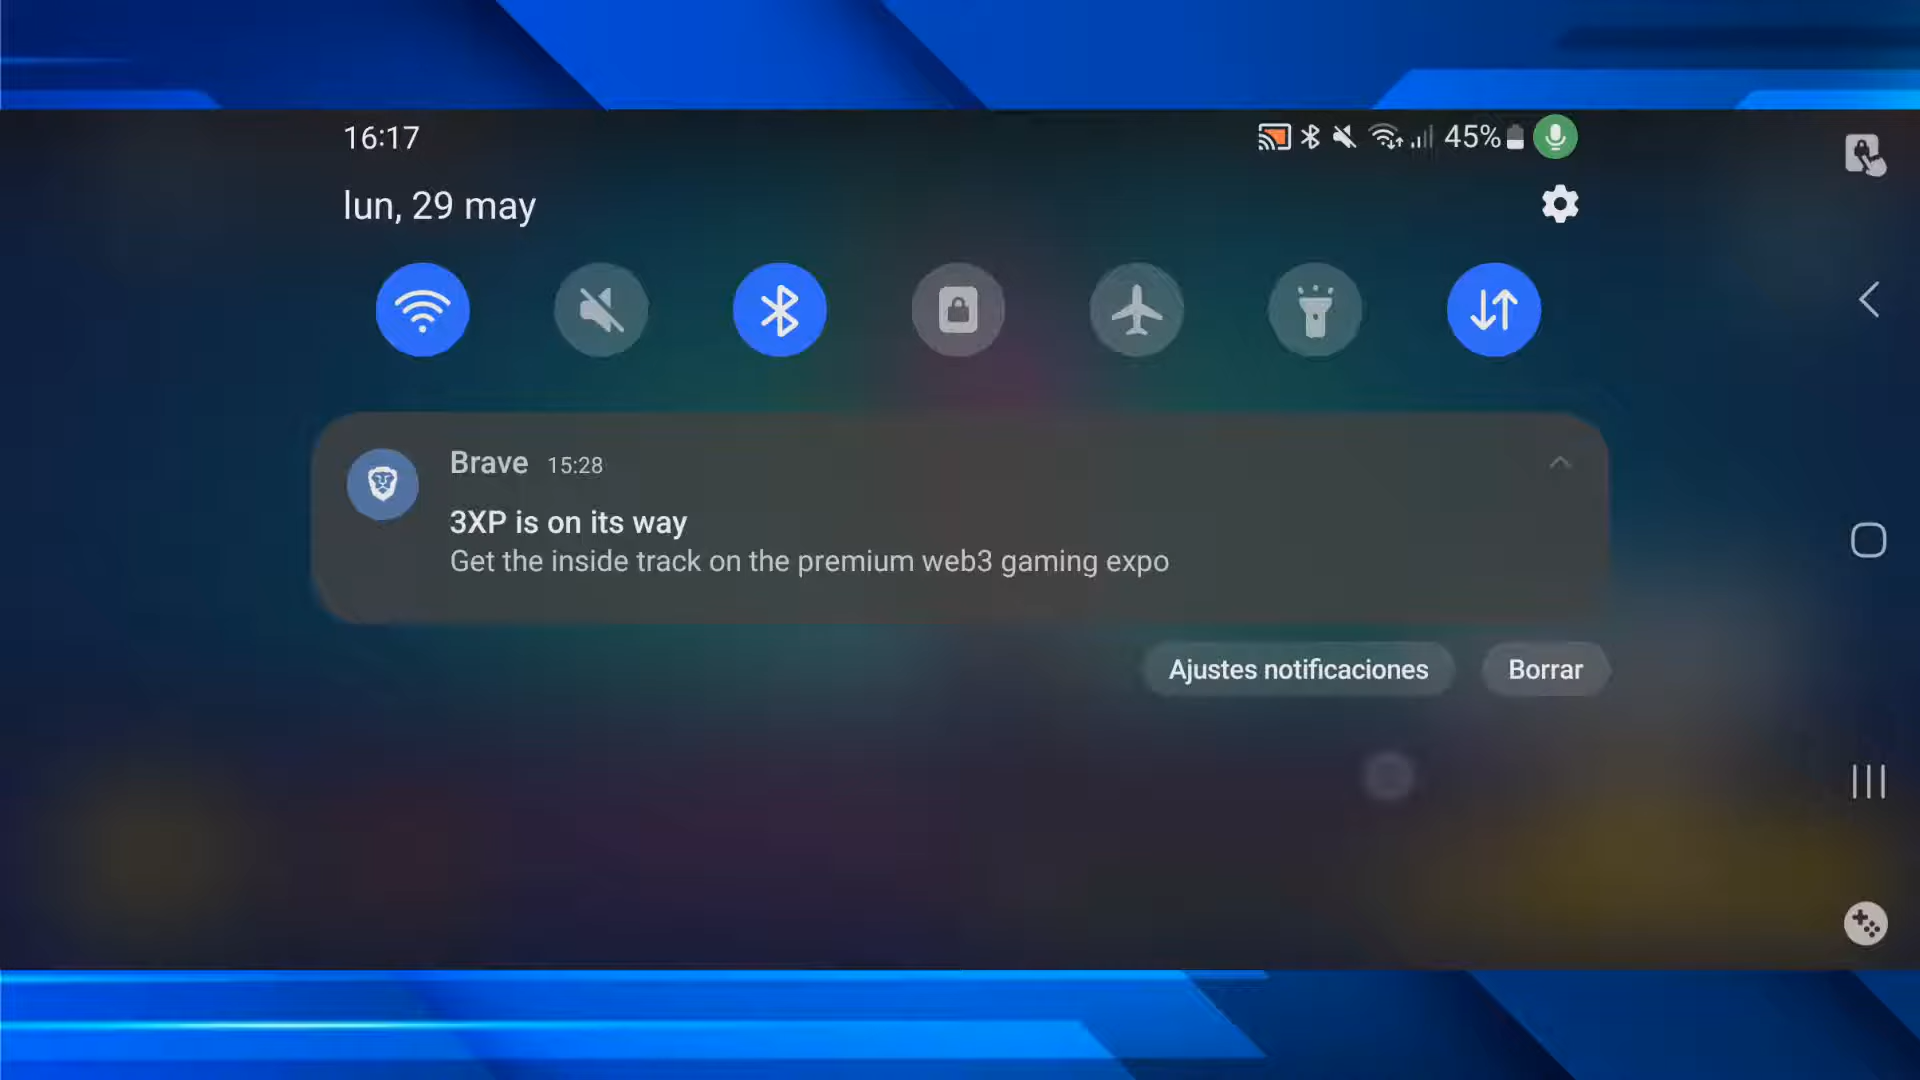 16:17
45%
lun, 29 may
Brave 15:28
3XP is on its way
Get the inside track on the premium web3 gaming expo
Ajustes notificaciones
Borrar